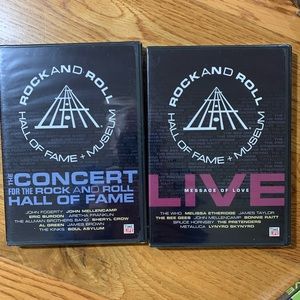 ROCK AND ROLL
HALL OF FAME + MUSEUM
THE
CONCERT
FOR THE ROCK AND ROLL
HALL OF FAME
JOHN FOGERTY JOHN MELLENCAMP
ERIC BURDON ARETHA FRANKLIN
THE ALLMAN BROTHERS BAND SHERYL CROW
AL GREEN JAMES BROWN
THE KINKS SOUL ASYLUM
ROCK AND ROLL
HALL OF FAME + MUSEUM
LIVE
MESSAGE OF LOVE
THE WHO MELISSA ETHERIDGE JAMES TAYLOR
THE BEE GEES JOHN MELLENCAMP BONNIE RAITT
BRUCE HORNSBY THE PRETENDERS
METALLICA LYNYRD SKYNYRD